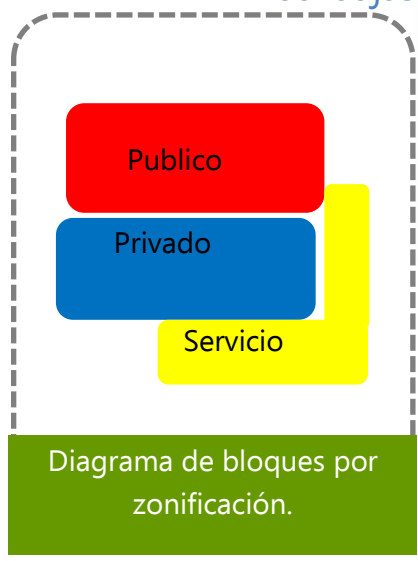 Publico
Privado
Servicio
Diagrama de bloques por
zonificación.